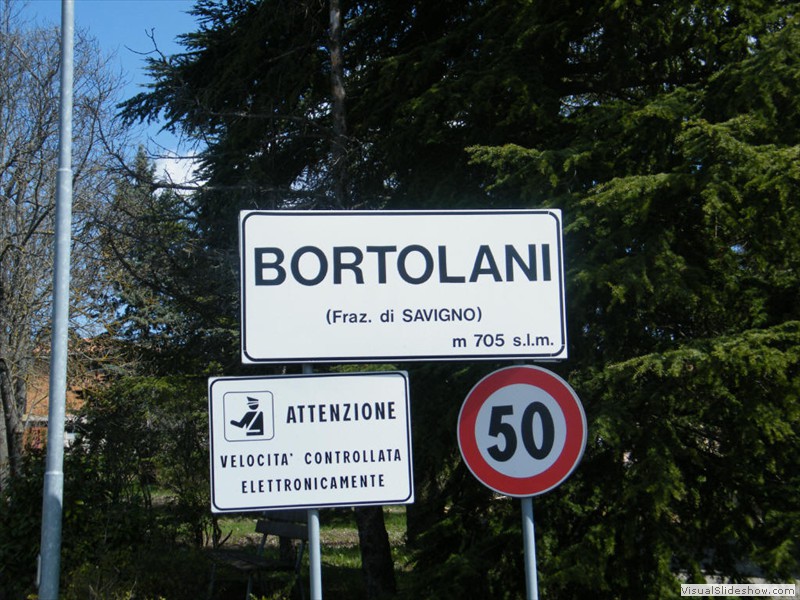 BORTOLANI
(Fraz. di SAVIGNO)
m 705 s.l.m.
ATTENZIONE
VELOCITA' CONTROLLATA
ELETTRONICAMENTE
50
VisualSlideshow.com